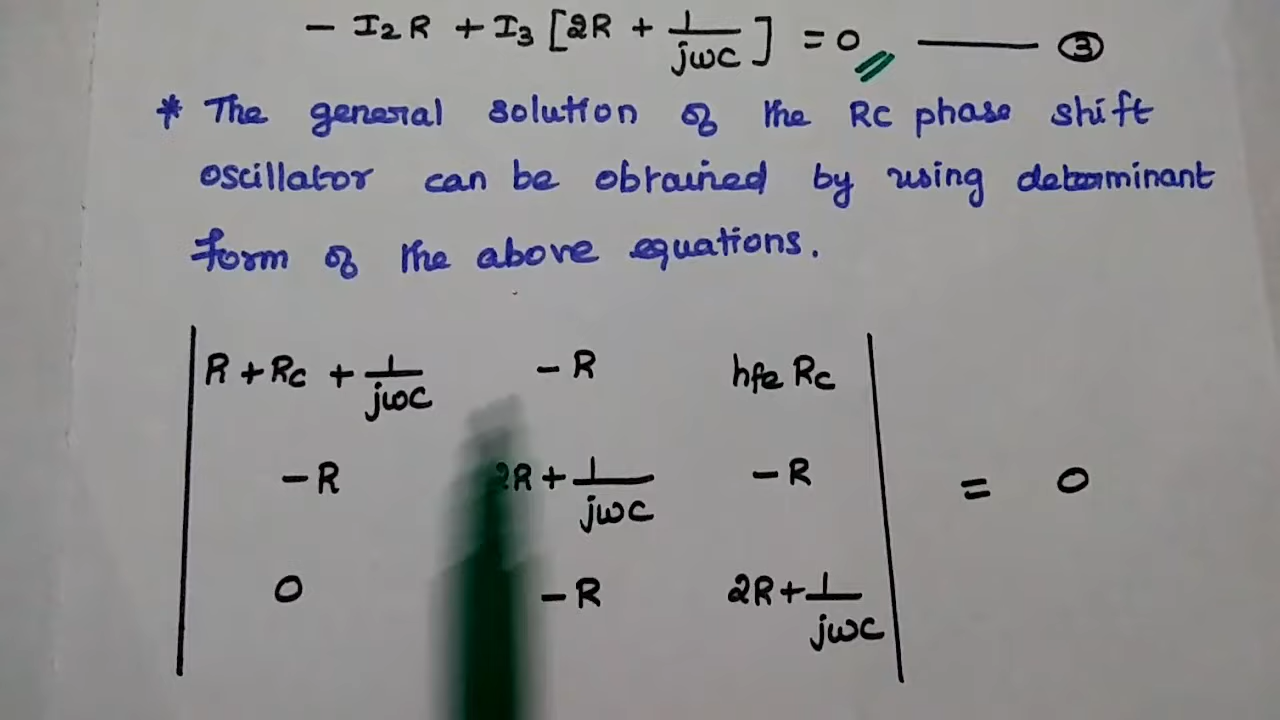 - I₂R + I₃ [2R + 1/jωC] = 0 ——— ③
* The general solution of the RC phase shift
oscillator can be obtained by using determinant
form of the above equations.
| R + Rc + 1/jωC   - R   hfe Rc |
| - R   2R + 1/jωC   - R | = 0
| 0   - R   2R + 1/jωC |